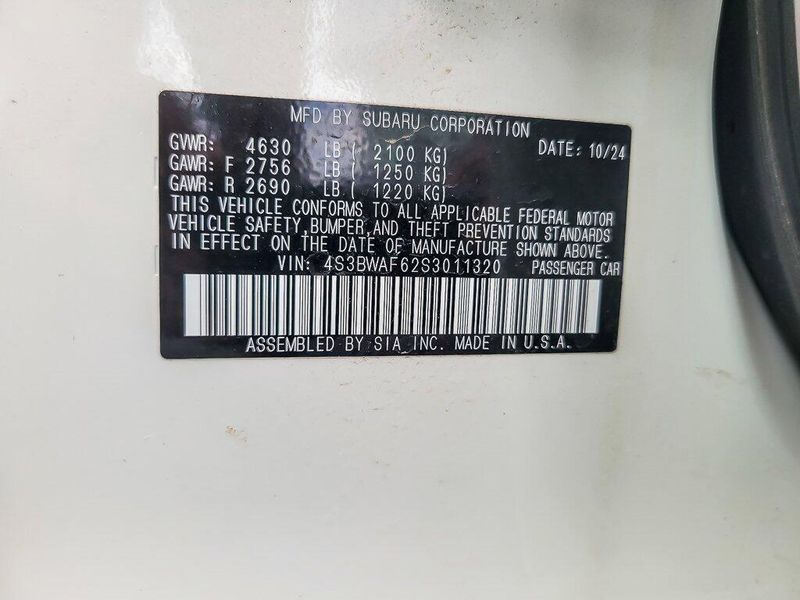 MFD BY SUBARU CORPORATION
GVWR: 4630 LB ( 2100 KG) DATE: 10/24
GAWR: F 2756 LB ( 1250 KG)
GAWR: R 2690 LB ( 1220 KG)
THIS VEHICLE CONFORMS TO ALL APPLICABLE FEDERAL MOTOR
VEHICLE SAFETY, BUMPER, AND THEFT PREVENTION STANDARDS
IN EFFECT ON THE DATE OF MANUFACTURE SHOWN ABOVE.
VIN: 4S3BWAF62S3011320 PASSENGER CAR
ASSEMBLED BY SIA INC. MADE IN U.S.A.